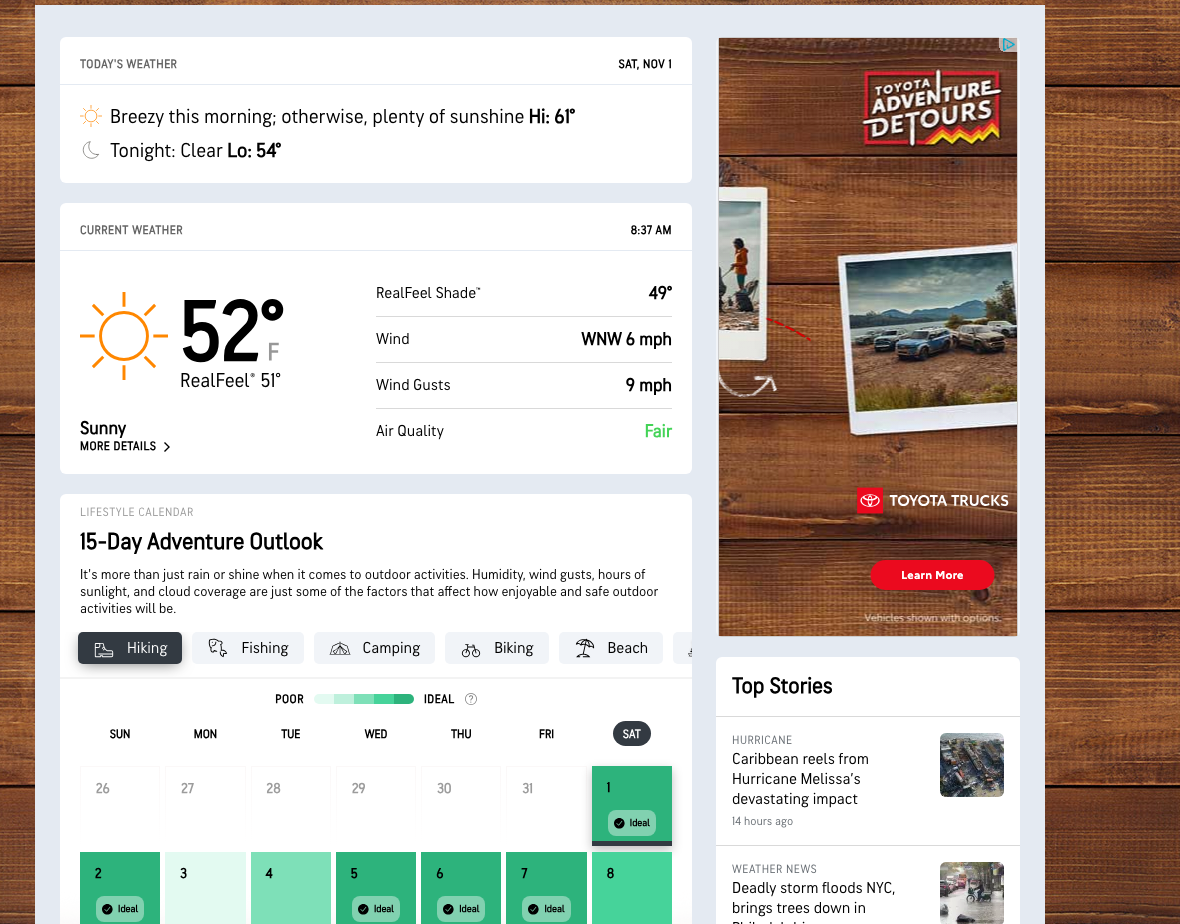 TODAY'S WEATHER
SAT, NOV 1
Breezy this morning; otherwise, plenty of sunshine Hi: 61°
Tonight: Clear Lo: 54°
CURRENT WEATHER
8:37 AM
52°
F
RealFeel® 51°
Sunny
MORE DETAILS
RealFeel Shade™
49°
Wind
WNW 6 mph
Wind Gusts
9 mph
Air Quality
Fair
LIFESTYLE CALENDAR
15-Day Adventure Outlook
It's more than just rain or shine when it comes to outdoor activities. Humidity, wind gusts, hours of
sunlight, and cloud coverage are just some of the factors that affect how enjoyable and safe outdoor
activities will be.
Hiking
Fishing
Camping
Biking
Beach
POOR
IDEAL ?
SUN MON TUE WED THU FRI SAT
26 27 28 29 30 31 1
Ideal
2 3 4 5 6 7 8
Ideal Ideal Ideal Ideal
TOYOTA
ADVENTURE
DETOURS
TOYOTA TRUCKS
Learn More
Vehicles shown with options.
Top Stories
HURRICANE
Caribbean reels from
Hurricane Melissa's
devastating impact
14 hours ago
WEATHER NEWS
Deadly storm floods NYC,
brings trees down in